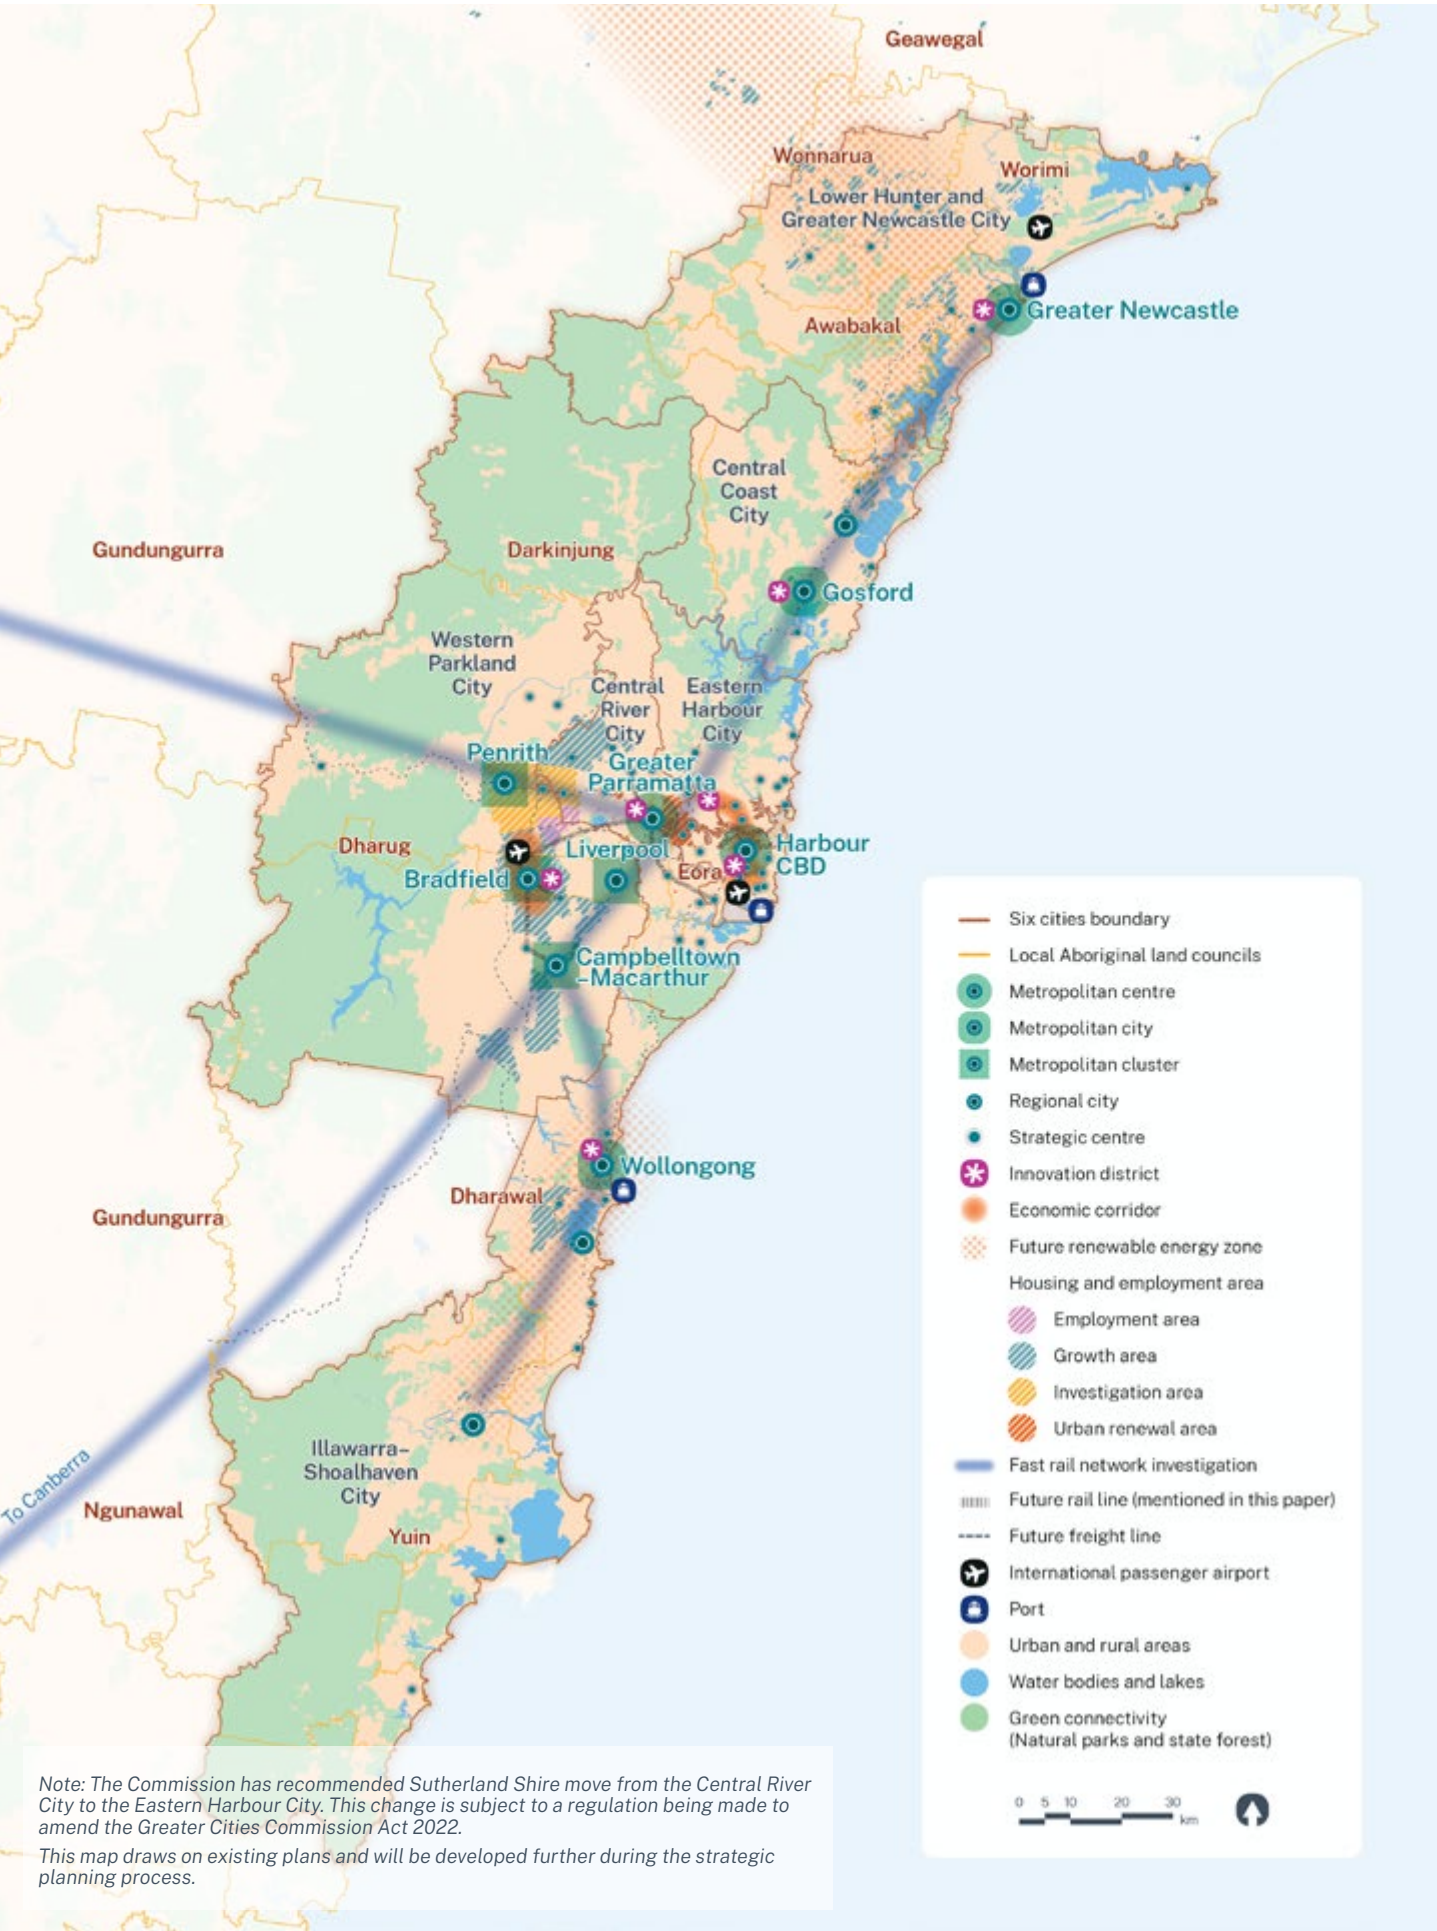 Geawegal
Wonnarua
Worimi
Lower Hunter and
Greater Newcastle City
Greater Newcastle
Awabakal
Central
Coast
City
Gundungurra
Darkinjung
Gosford
Western
Parkland
City
Central
River
City
Eastern
Harbour
City
Penrith
Greater
Parramatta
Dharug
Liverpool
Harbour
CBD
Eora
Bradfield
Campbelltown
–Macarthur
Wollongong
Dharawal
Gundungurra
Illawarra–
Shoalhaven
City
To Canberra
Ngunawal
Yuin
Six cities boundary
Local Aboriginal land councils
Metropolitan centre
Metropolitan city
Metropolitan cluster
Regional city
Strategic centre
Innovation district
Economic corridor
Future renewable energy zone
Housing and employment area
Employment area
Growth area
Investigation area
Urban renewal area
Fast rail network investigation
Future rail line (mentioned in this paper)
Future freight line
International passenger airport
Port
Urban and rural areas
Water bodies and lakes
Green connectivity
(Natural parks and state forest)
0 5 10 20 30
km
Note: The Commission has recommended Sutherland Shire move from the Central River
City to the Eastern Harbour City. This change is subject to a regulation being made to
amend the Greater Cities Commission Act 2022.
This map draws on existing plans and will be developed further during the strategic
planning process.